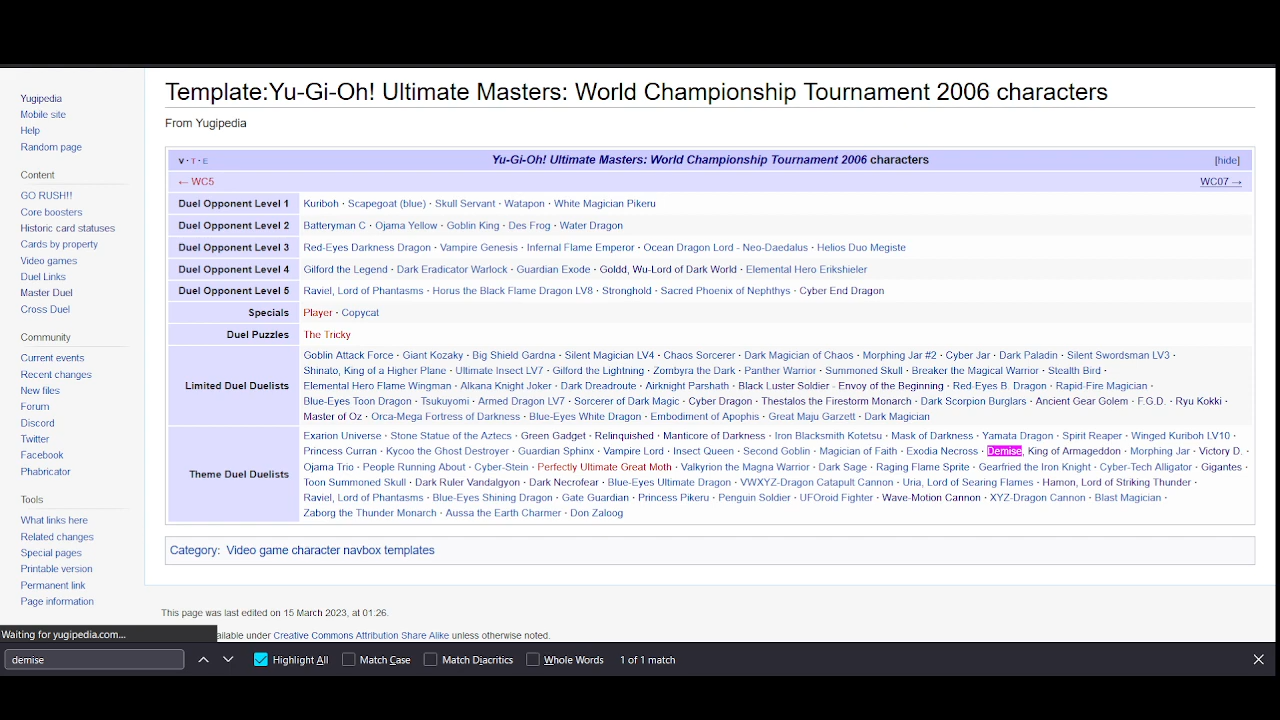 Template:Yu-Gi-Oh! Ultimate Masters: World Championship Tournament 2006 characters
From Yugipedia
Yugipedia
Mobile site
Help
Random page
Content
GO RUSH!!
Core boosters
Historic card statuses
Cards by property
Video games
Duel Links
Master Duel
Cross Duel
Community
Current events
Recent changes
New files
Forum
Discord
Twitter
Facebook
Phabricator
Tools
What links here
Related changes
Special pages
Printable version
Permanent link
Page information
V · T · E Yu-Gi-Oh! Ultimate Masters: World Championship Tournament 2006 characters [hide]
← WC5 WC07 →
Duel Opponent Level 1 Kuriboh · Scapegoat (blue) · Skull Servant · Watapon · White Magician Pikeru
Duel Opponent Level 2 Batteryman C · Ojama Yellow · Goblin King · Des Frog · Water Dragon
Duel Opponent Level 3 Red-Eyes Darkness Dragon · Vampire Genesis · Infernal Flame Emperor · Ocean Dragon Lord - Neo-Daedalus · Helios Duo Megiste
Duel Opponent Level 4 Gilford the Legend · Dark Eradicator Warlock · Guardian Exode · Goldd, Wu-Lord of Dark World · Elemental Hero Erikshieler
Duel Opponent Level 5 Raviel, Lord of Phantasms · Horus the Black Flame Dragon LV8 · Stronghold · Sacred Phoenix of Nephthys · Cyber End Dragon
Specials Player · Copycat
Duel Puzzles The Tricky
Limited Duel Duelists
Goblin Attack Force · Giant Kozaky · Big Shield Gardna · Silent Magician LV4 · Chaos Sorcerer · Dark Magician of Chaos · Morphing Jar #2 · Cyber Jar · Dark Paladin · Silent Swordsman LV3 ·
Shinato, King of a Higher Plane · Ultimate Insect LV7 · Gilford the Lightning · Zombyra the Dark · Panther Warrior · Summoned Skull · Breaker the Magical Warrior · Stealth Bird ·
Elemental Hero Flame Wingman · Alkana Knight Joker · Dark Dreadroute · Airknight Parshath · Black Luster Soldier - Envoy of the Beginning · Red-Eyes B. Dragon · Rapid-Fire Magician ·
Blue-Eyes Toon Dragon · Tsukuyomi · Armed Dragon LV7 · Sorcerer of Dark Magic · Cyber Dragon · Thestalos the Firestorm Monarch · Dark Scorpion Burglars · Ancient Gear Golem · F.G.D. · Ryu Kokki ·
Master of Oz · Orca-Mega Fortress of Darkness · Blue-Eyes White Dragon · Embodiment of Apophis · Great Maju Garzett · Dark Magician
Theme Duel Duelists
Exarion Universe · Stone Statue of the Aztecs · Green Gadget · Relinquished · Manticore of Darkness · Iron Blacksmith Kotetsu · Mask of Darkness · Yamata Dragon · Spirit Reaper · Winged Kuriboh LV10 ·
Princess Curran · Kycoo the Ghost Destroyer · Guardian Sphinx · Vampire Lord · Insect Queen · Second Goblin · Magician of Faith · Exodia Necross · Demise, King of Armageddon · Morphing Jar · Victory D. ·
Ojama Trio · People Running About · Cyber-Stein · Perfectly Ultimate Great Moth · Valkyrion the Magna Warrior · Dark Sage · Raging Flame Sprite · Gearfried the Iron Knight · Cyber-Tech Alligator · Gigantes ·
Toon Summoned Skull · Dark Ruler Vandalgyon · Dark Necrofear · Blue-Eyes Ultimate Dragon · VWXYZ-Dragon Catapult Cannon · Uria, Lord of Searing Flames · Hamon, Lord of Striking Thunder ·
Raviel, Lord of Phantasms · Blue-Eyes Shining Dragon · Gate Guardian · Princess Pikeru · Penguin Soldier · UFOroid Fighter · Wave-Motion Cannon · XYZ-Dragon Cannon · Blast Magician ·
Zaborg the Thunder Monarch · Aussa the Earth Charmer · Don Zaloog
Category: Video game character navbox templates
This page was last edited on 15 March 2023, at 01:26.
ailable under Creative Commons Attribution Share Alike unless otherwise noted.
Waiting for yugipedia.com...
demise Highlight All Match Case Match Diacritics Whole Words 1 of 1 match